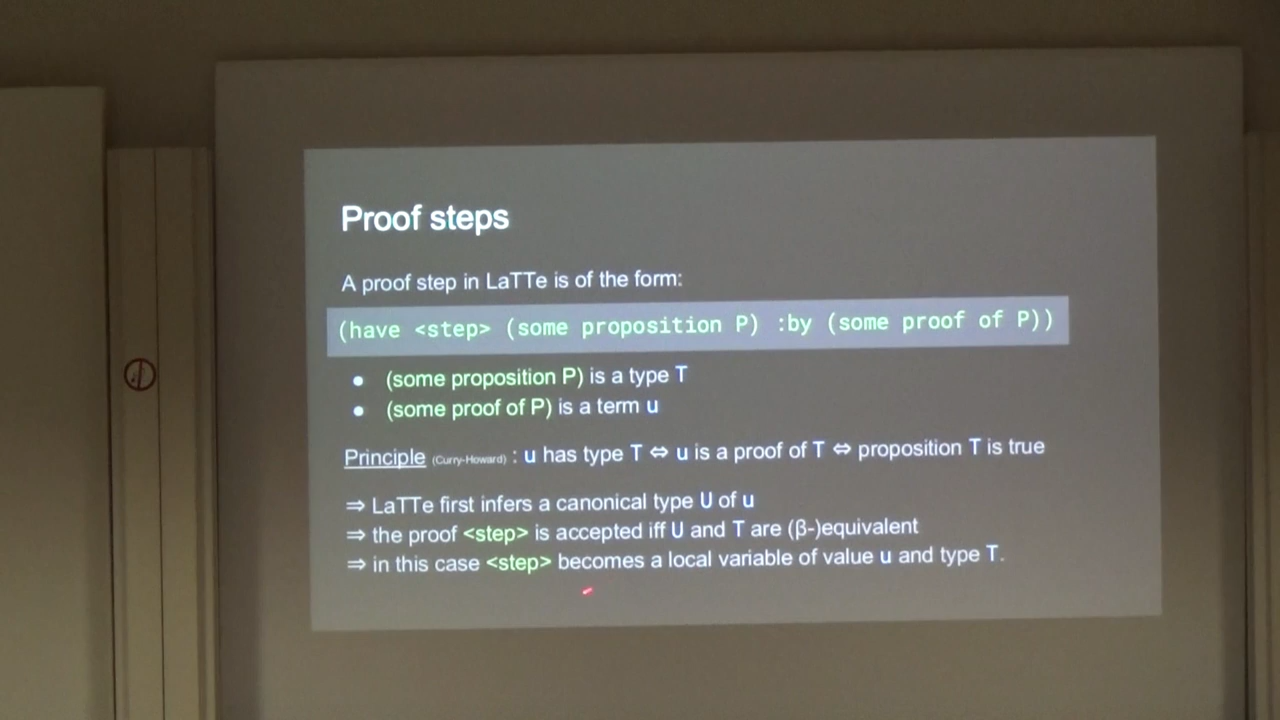 Proof steps
A proof step in LaTTe is of the form:
(have <step> (some proposition P) :by (some proof of P))
● (some proposition P) is a type T
● (some proof of P) is a term u
Principle (Curry-Howard) : u has type T ⇔ u is a proof of T ⇔ proposition T is true
⇒ LaTTe first infers a canonical type U of u
⇒ the proof <step> is accepted iff U and T are (β-)equivalent
⇒ in this case <step> becomes a local variable of value u and type T.